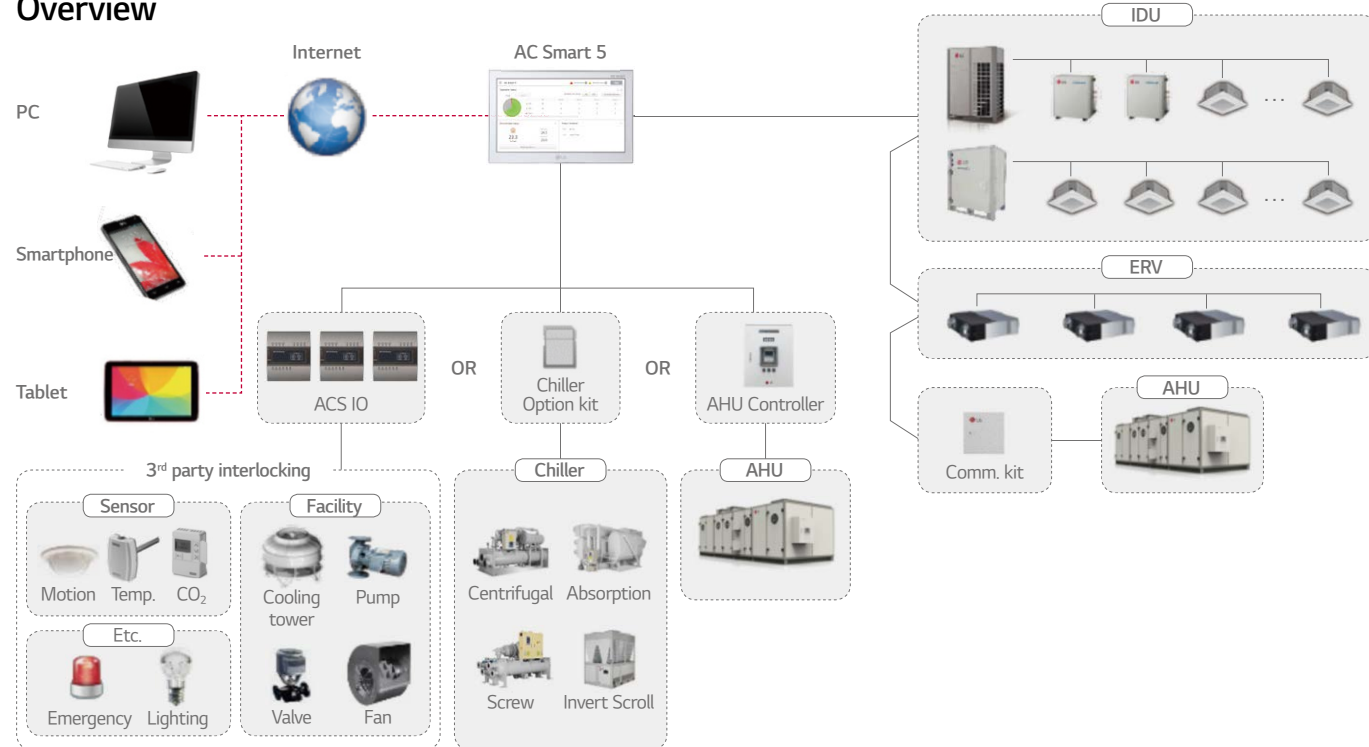 Overview
IDU
Internet
AC Smart 5
PC
Smartphone
ERV
Tablet
OR
OR
ACS IO
Chiller
Option kit
AHU Controller
AHU
Comm. kit
3rd party interlocking
Chiller
AHU
Sensor
Facility
Motion
Temp.
CO2
Cooling
tower
Pump
Centrifugal
Absorption
Etc.
Emergency
Lighting
Valve
Fan
Screw
Invert Scroll